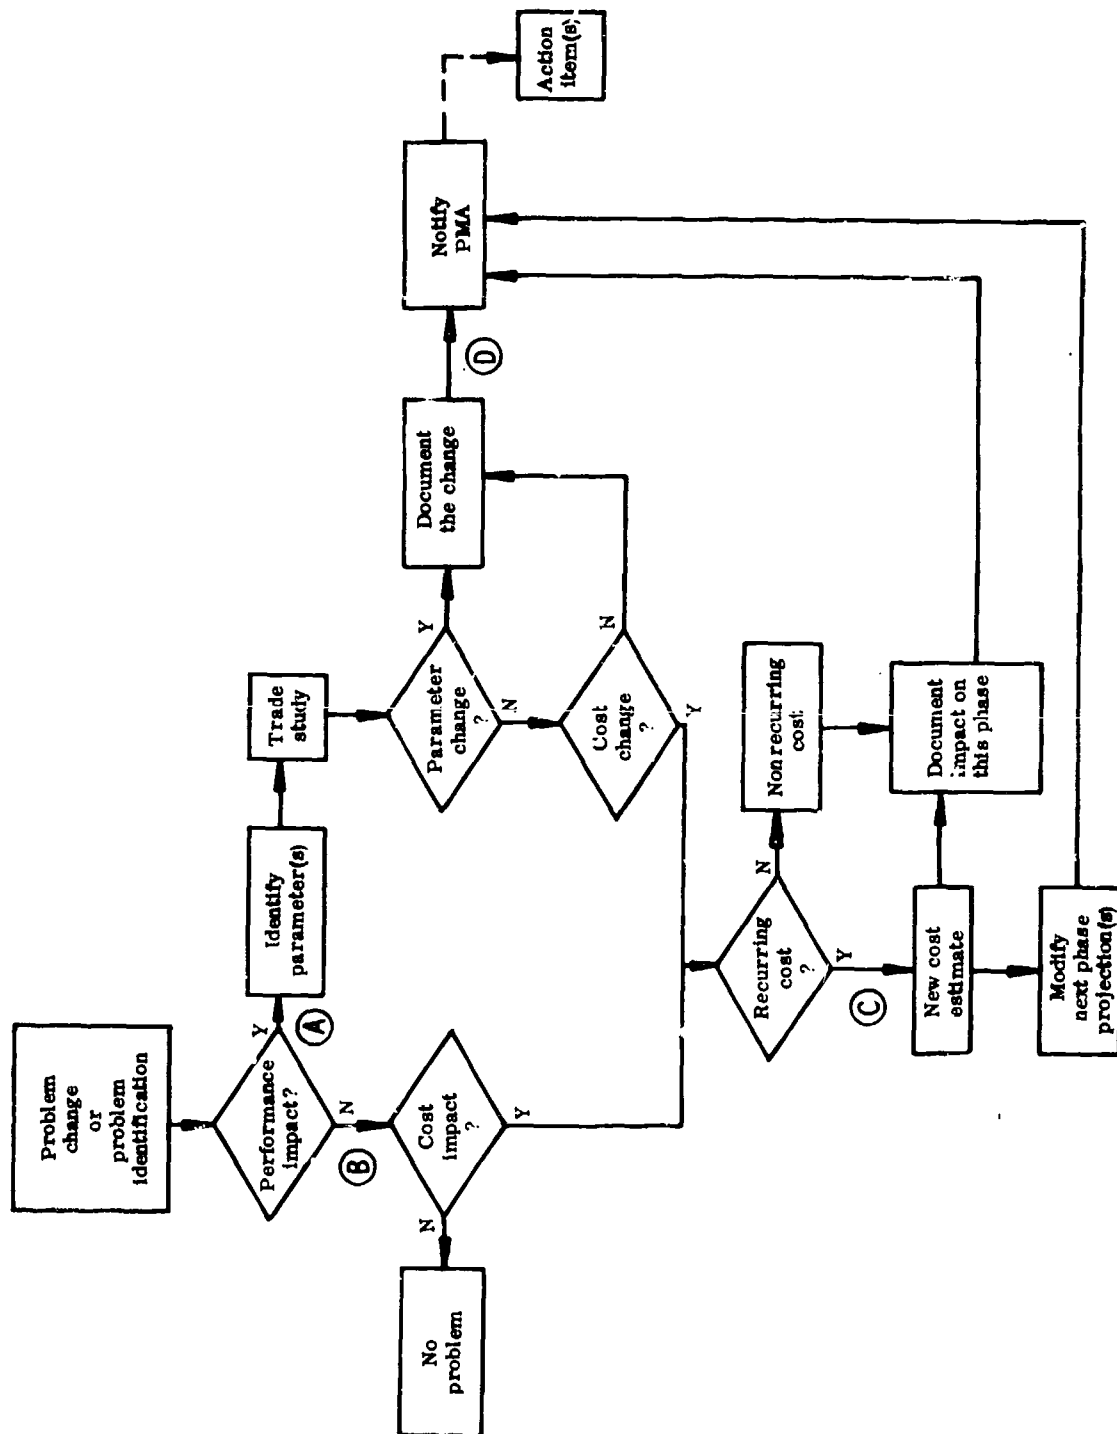 Problem
change
or
problem
identification
Performance
impact?
Y
N
A
B
Identify
parameter(s)
Trade
study
Cost
impact
?
N
Y
No
problem
Parameter
change
?
Y
N
Cost
change
?
N
Y
Document
the change
D
Notify
PMA
Action
item(s)
Recurring
cost
?
N
Y
C
Nonrecurring
cost
New cost
estimate
Document
impact on
this phase
Modify
next phase
projection(s)